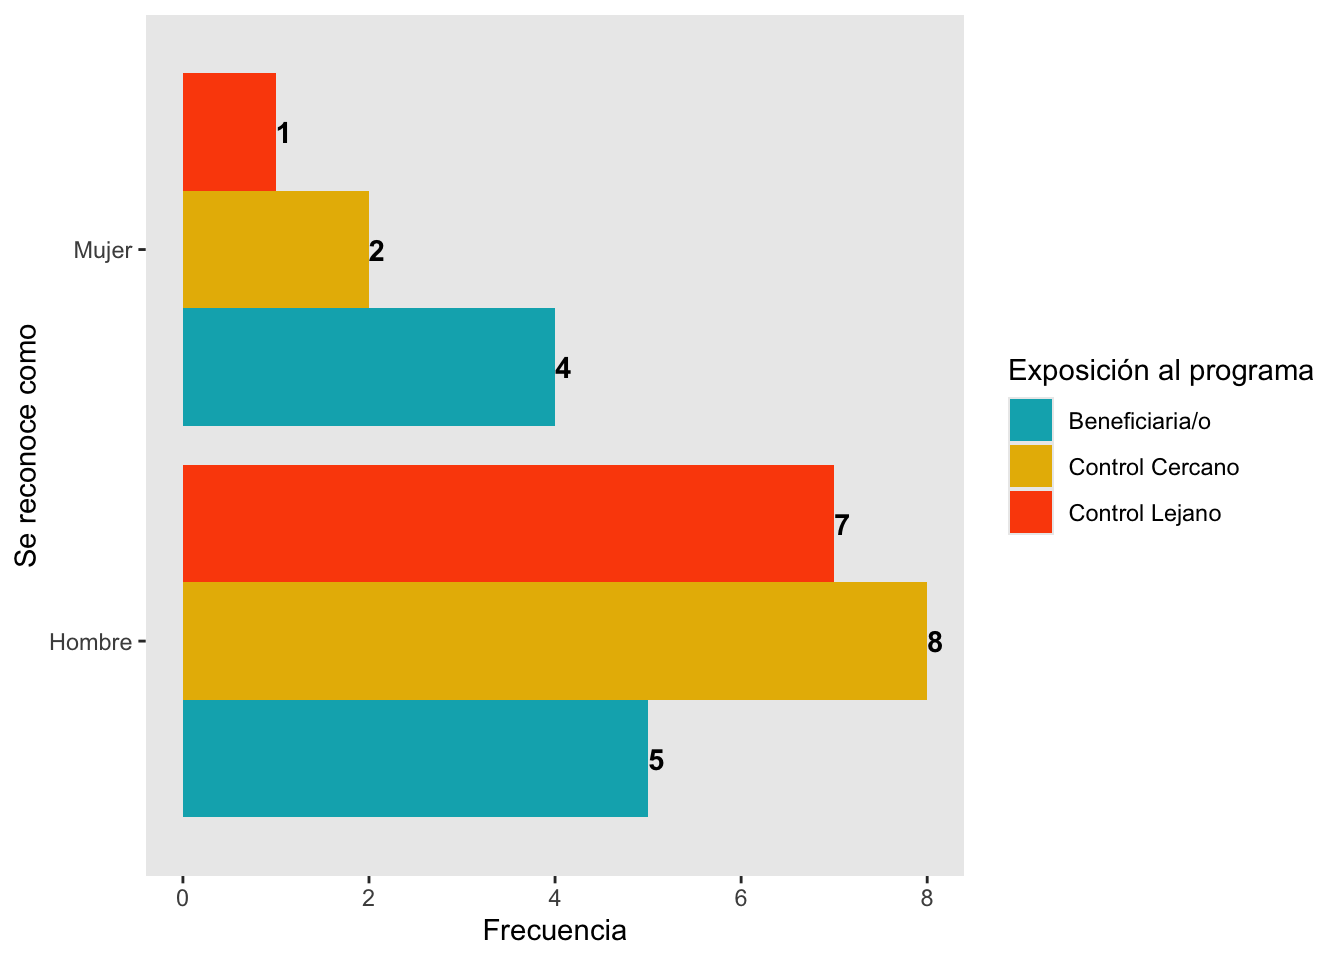 1
2
4
7
8
5
Mujer
Hombre
Se reconoce como
0 2 4 6 8
Frecuencia
Exposición al programa
Beneficiaria/o
Control Cercano
Control Lejano